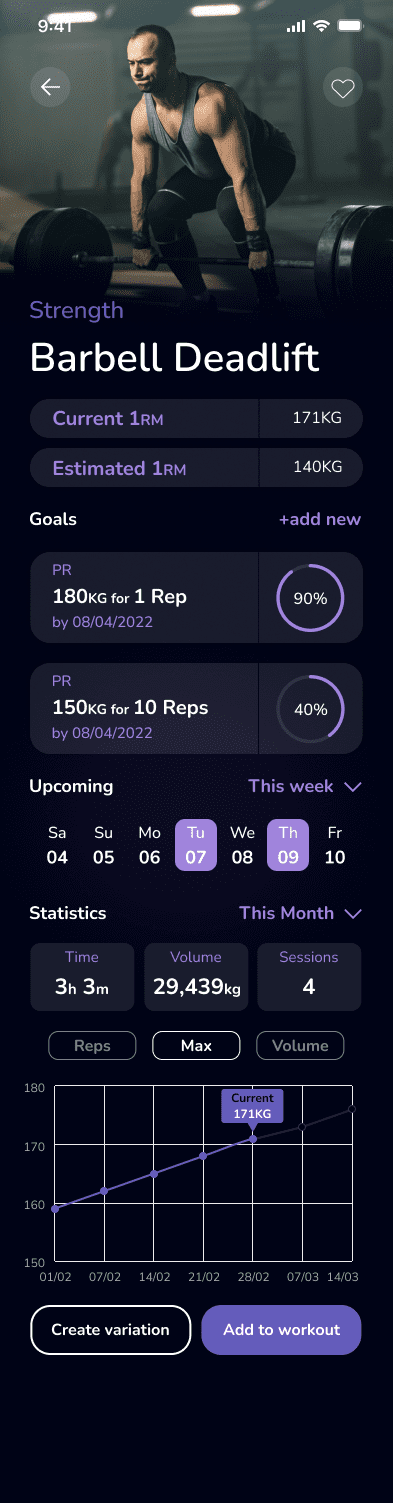 9:41
Strength
Barbell Deadlift
Current 1RM 171KG
Estimated 1RM 140KG
Goals +add new
PR
180KG for 1 Rep
by 08/04/2022
90%
PR
150KG for 10 Reps
by 08/04/2022
40%
Upcoming This week
Sa Su Mo Tu We Th Fr
04 05 06 07 08 09 10
Statistics This Month
Time Volume Sessions
3h 3m 29,439kg 4
Reps Max Volume
180
Current
171KG
170
160
150
01/02 07/02 14/02 21/02 28/02 07/03 14/03
Create variation Add to workout